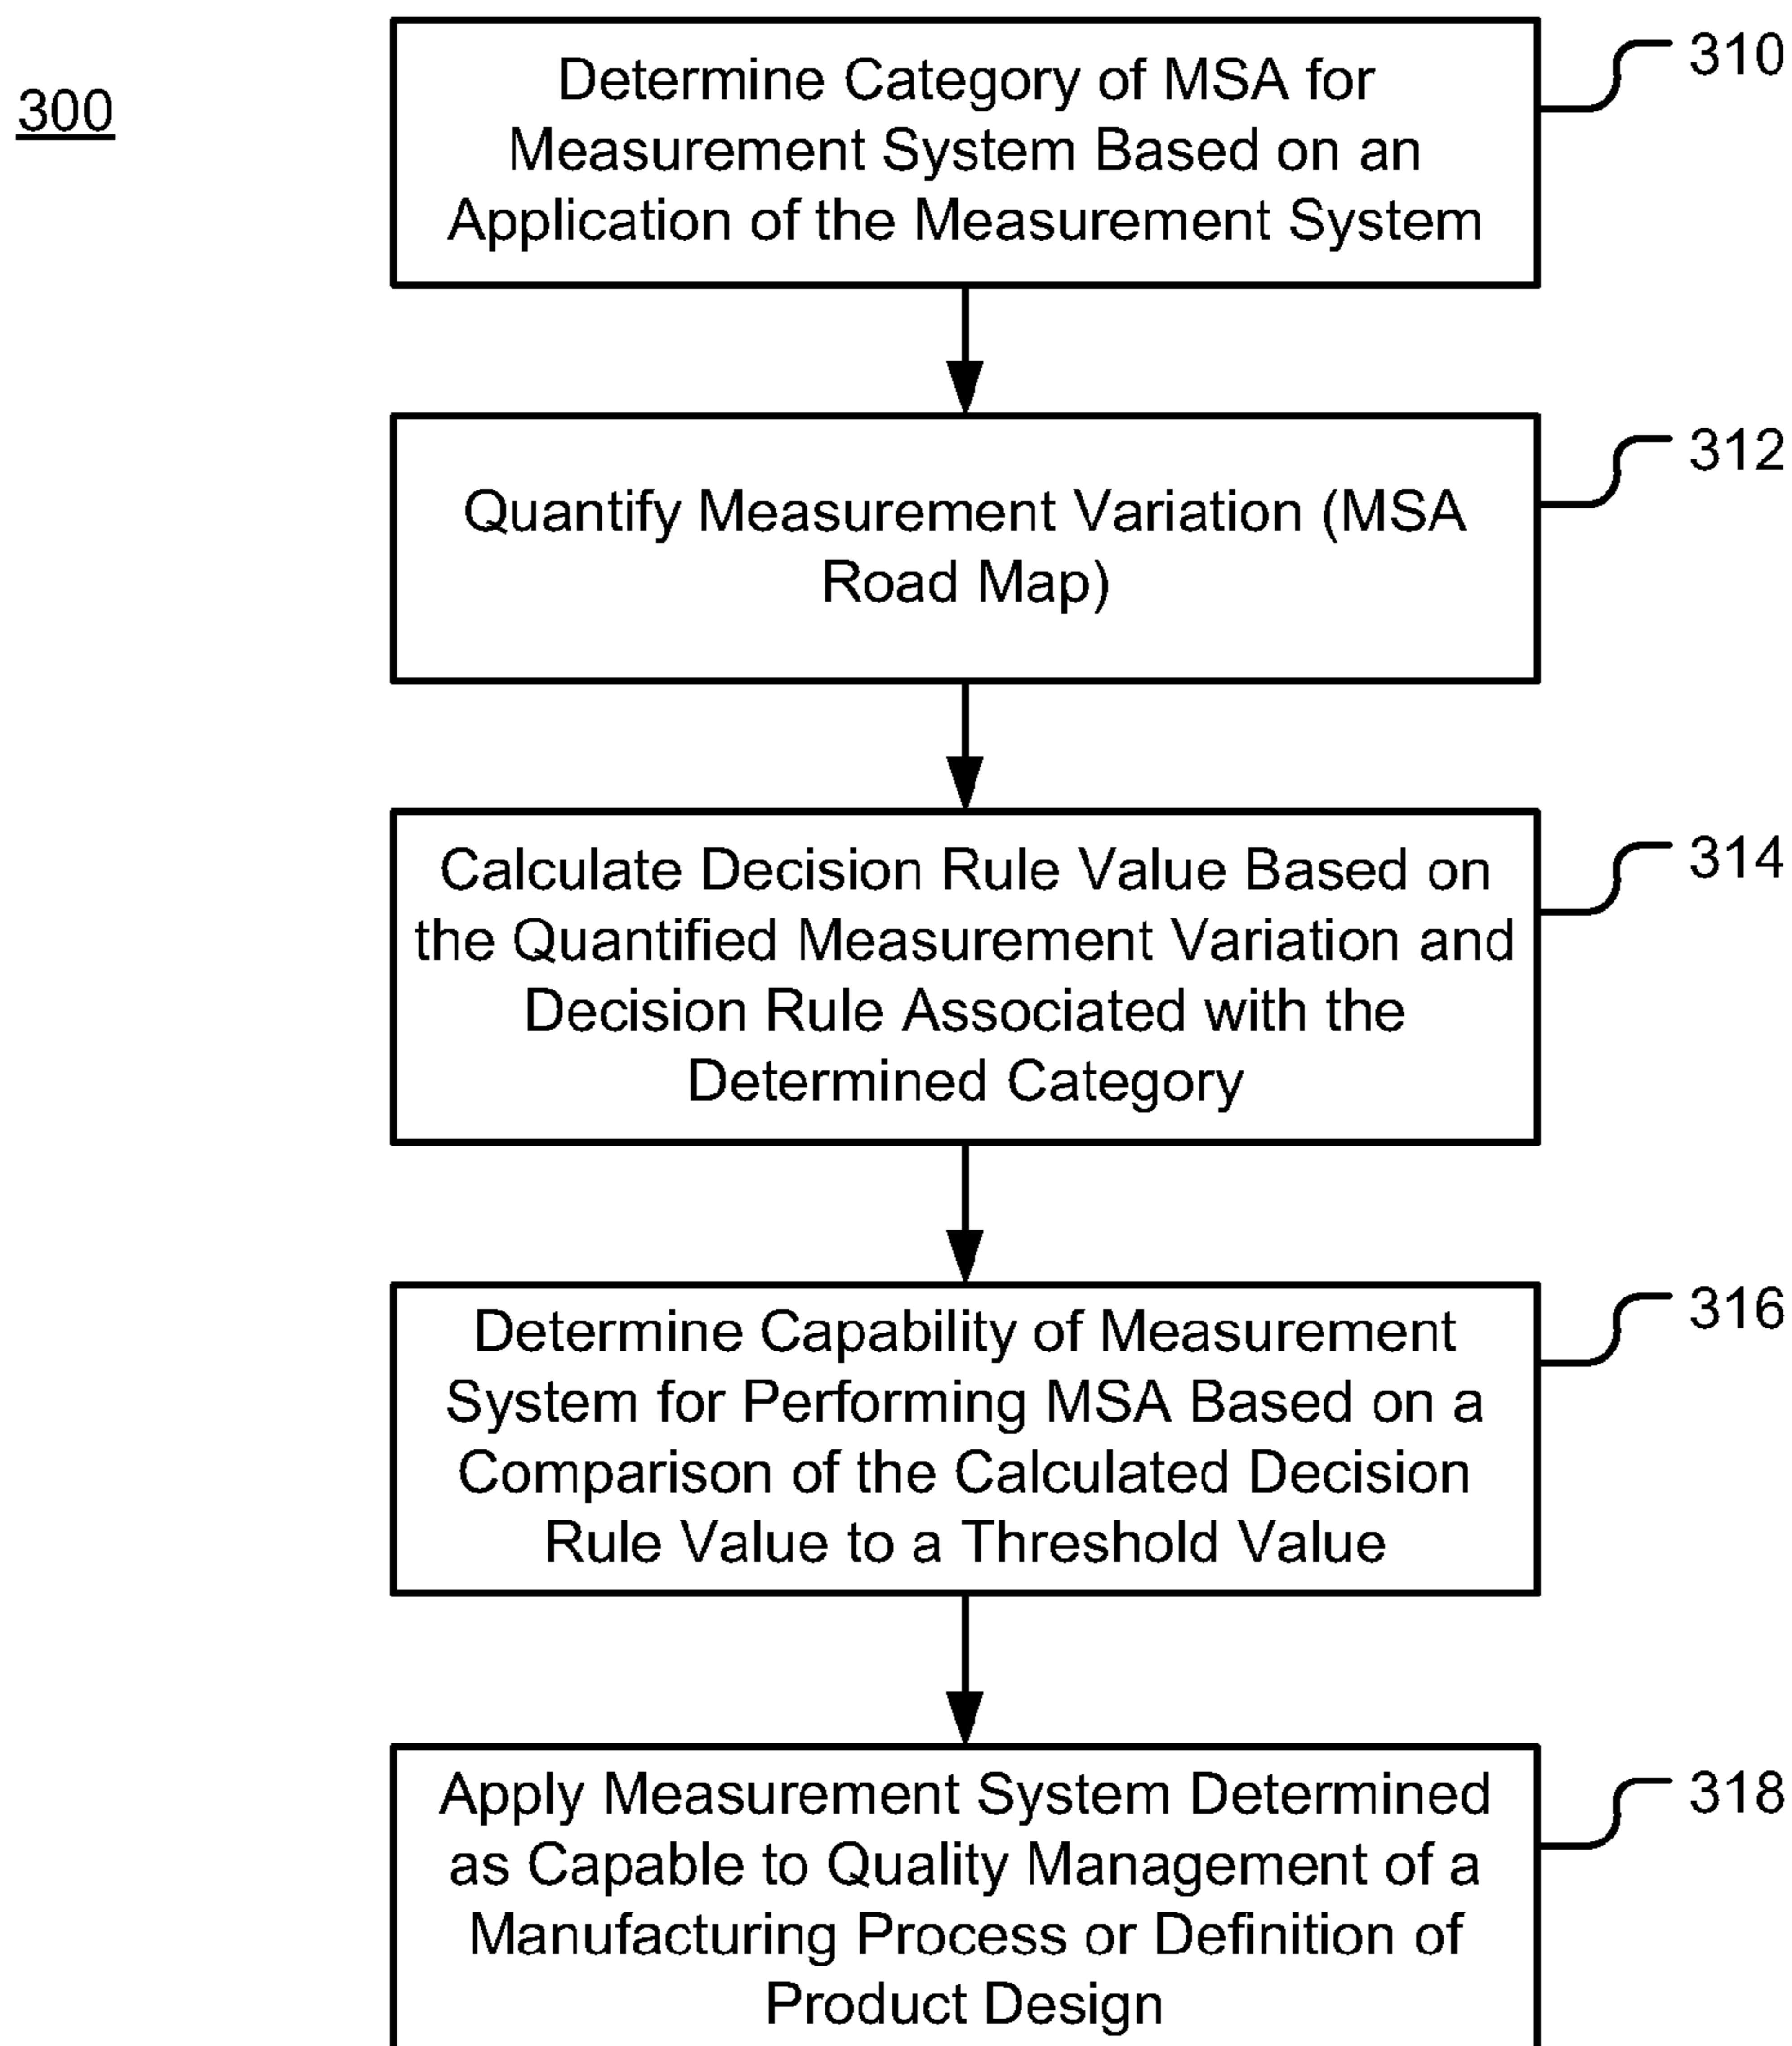 300
Determine Category of MSA for
Measurement System Based on an
Application of the Measurement System
310
Quantify Measurement Variation (MSA
Road Map)
312
Calculate Decision Rule Value Based on
the Quantified Measurement Variation and
Decision Rule Associated with the
Determined Category
314
Determine Capability of Measurement
System for Performing MSA Based on a
Comparison of the Calculated Decision
Rule Value to a Threshold Value
316
Apply Measurement System Determined
as Capable to Quality Management of a
Manufacturing Process or Definition of
Product Design
318